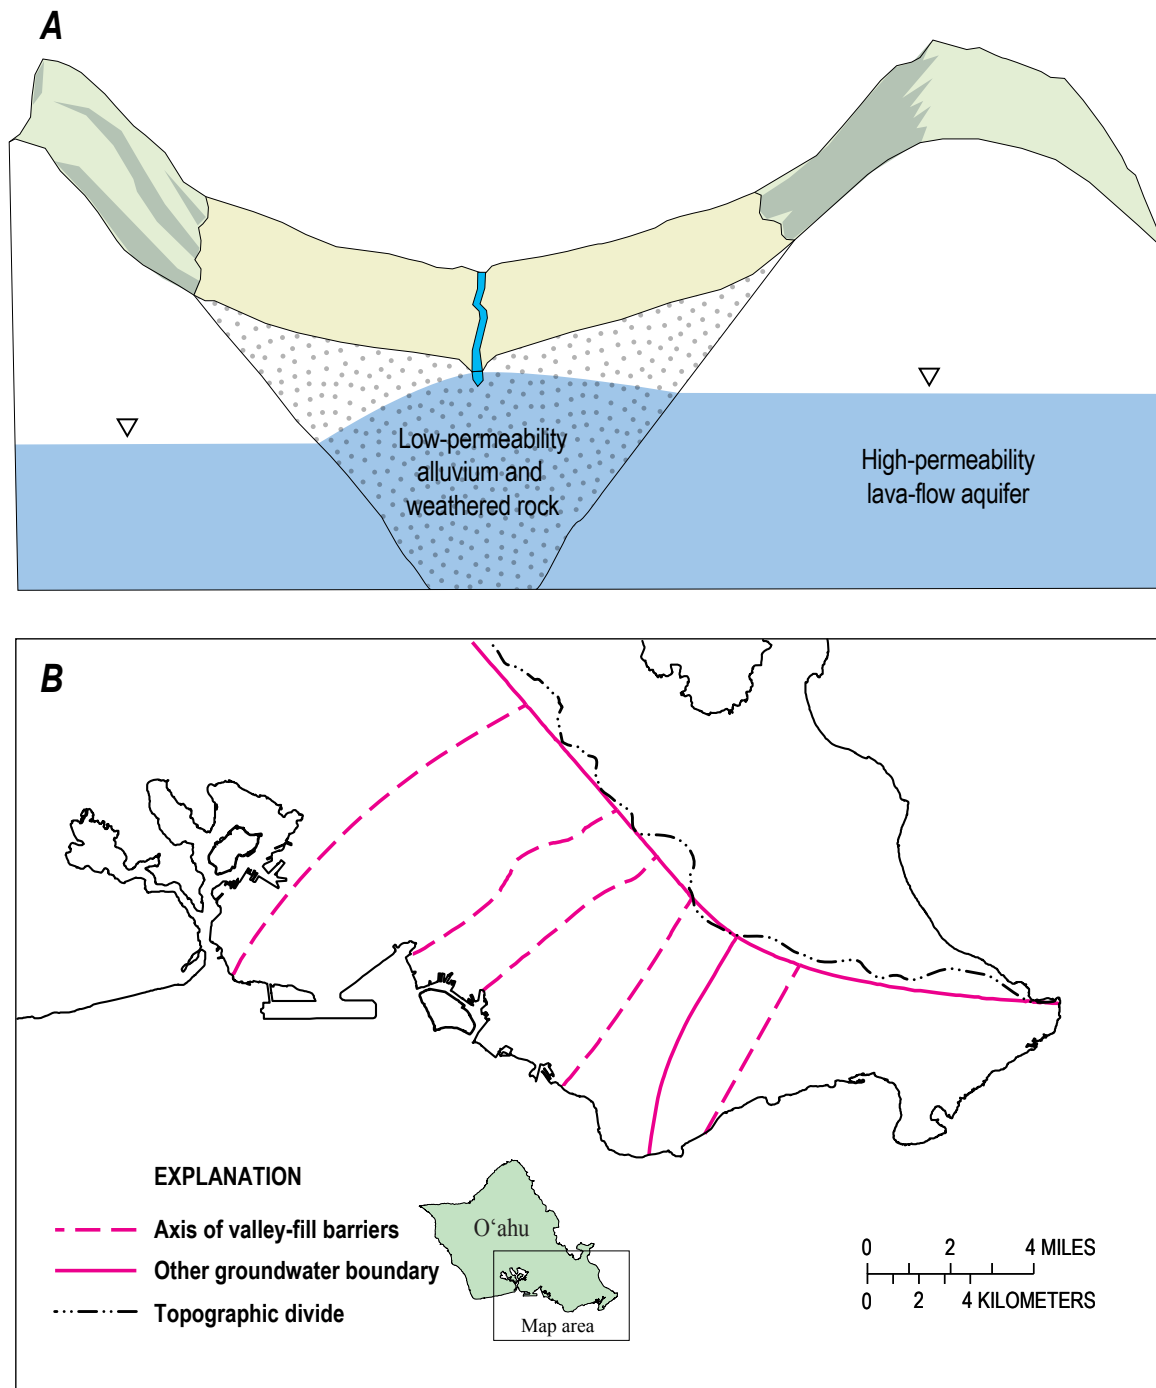 A
Low-permeability
alluvium and
weathered rock
High-permeability
lava-flow aquifer
B
EXPLANATION
Axis of valley-fill barriers
Other groundwater boundary
Topographic divide
Oʻahu
Map area
0 2 4 MILES
0 2 4 KILOMETERS